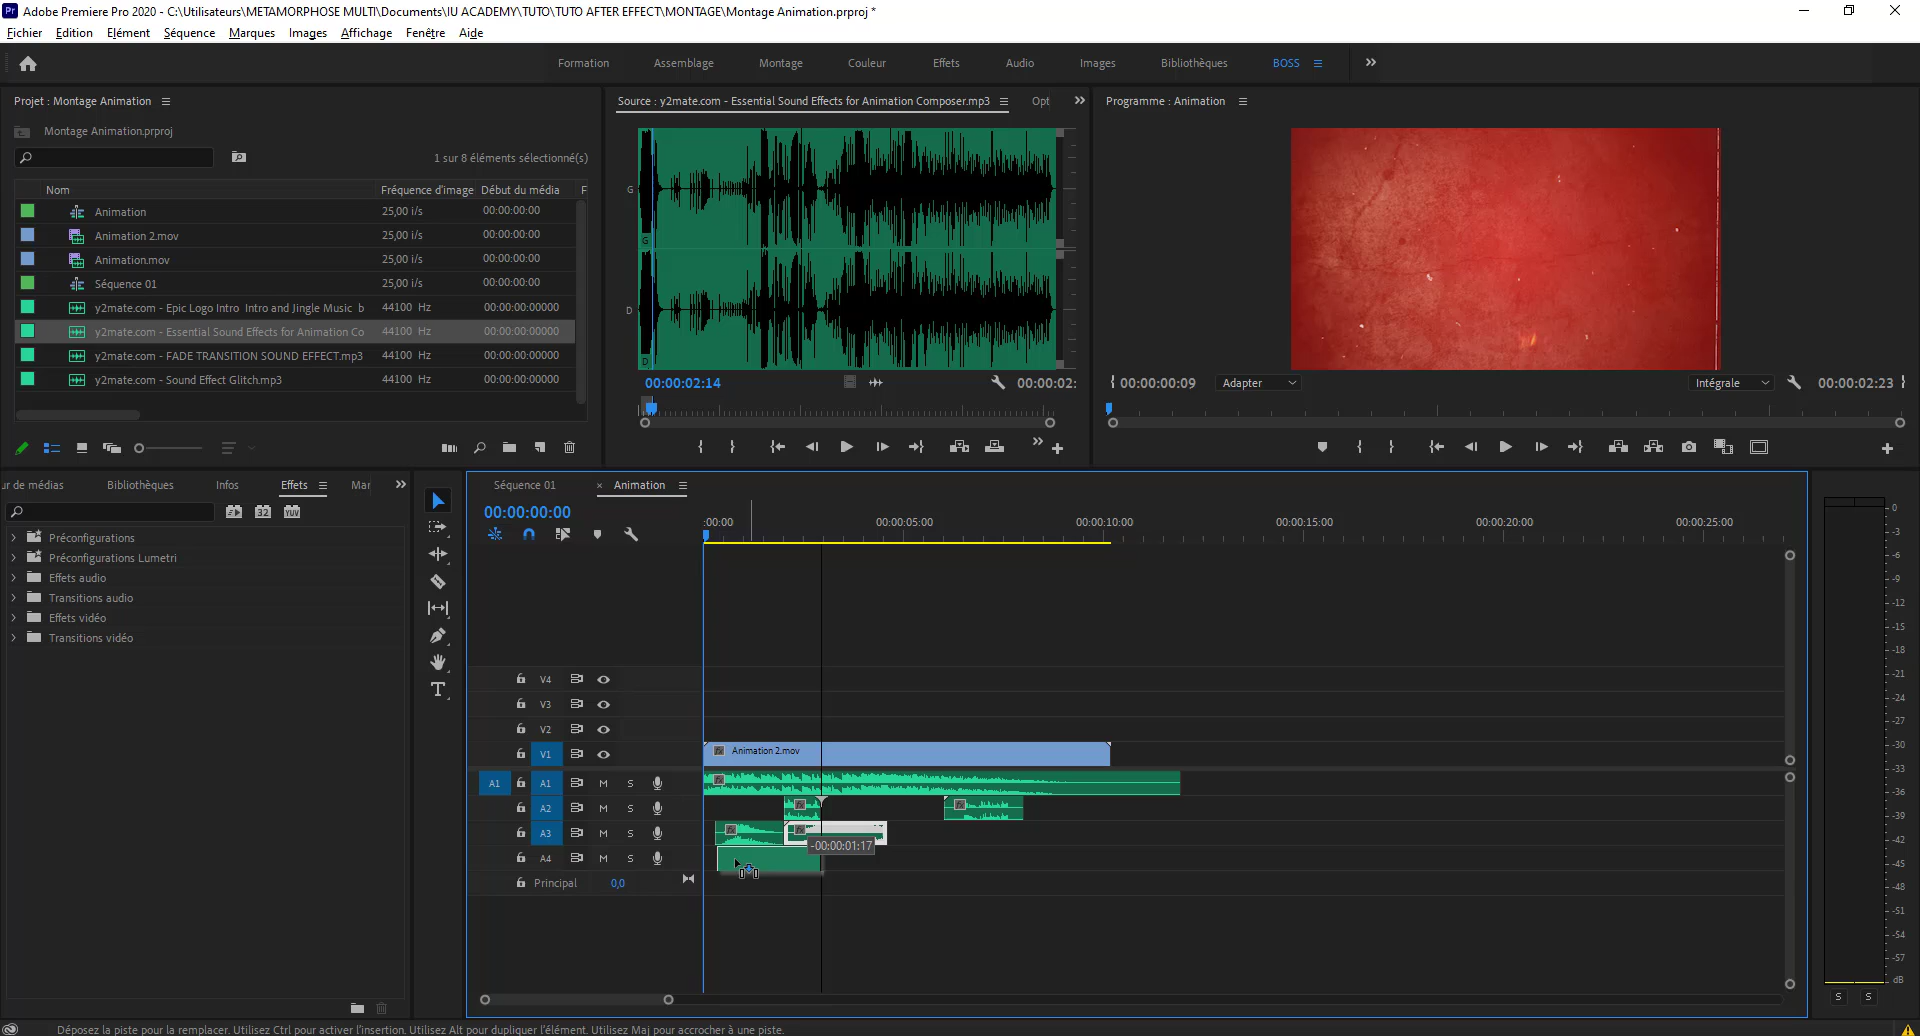 Adobe Premiere Pro 2020 - C:\Utilisateurs\METAMORPHOSE MULTI\Documents\IU ACADEMY\TUTO\TUTO AFTER EFFECT\MONTAGE\Montage Animation.prproj *
Fichier Edition Elément Séquence Marques Images Affichage Fenêtre Aide
Formation Assemblage Montage Couleur Effets Audio Images Bibliothèques BOSS
Projet : Montage Animation
Montage Animation.prproj
1 sur 8 éléments sélectionné(s)
Nom Fréquence d'image Début du média F
Animation 25,00 i/s 00:00:00:00
Animation 2.mov 25,00 i/s 00:00:00:00
Animation.mov 25,00 i/s 00:00:00:00
Séquence 01 25,00 i/s 00:00:00:00
y2mate.com - Epic Logo Intro Intro and Jingle Music b 44100 Hz 00:00:00:00000
y2mate.com - Essential Sound Effects for Animation Co 44100 Hz 00:00:00:00000
y2mate.com - FADE TRANSITION SOUND EFFECT.mp3 44100 Hz 00:00:00:00000
y2mate.com - Sound Effect Glitch.mp3 44100 Hz 00:00:00:00000
Source : y2mate.com - Essential Sound Effects for Animation Composer.mp3 Opt
G
G
D
D
00:00:02:14 00:00:02:
Programme : Animation
00:00:00:09 Adapter Intégrale 00:00:02:23
ur de médias Bibliothèques Infos Effets Mar
32 YUV
Préconfigurations
Préconfigurations Lumetri
Effets audio
Transitions audio
Effets vidéo
Transitions vidéo
T
Séquence 01 × Animation
00:00:00:00
:00:00 00:00:05:00 00:00:10:00 00:00:15:00 00:00:20:00 00:00:25:00
V4
V3
V2
V1 fx Animation 2.mov
A1 A1 M S fx
A2 M S fx fx
A3 M S fx fx
-00:00:01:17
A4 M S
Principal 0,0
0
-3
-6
-9
-12
-15
-18
-21
-24
-27
-30
-33
-36
-39
-42
-45
-48
-51
-54
-57
dB
S S
Déposez la piste pour la remplacer. Utilisez Ctrl pour activer l'insertion. Utilisez Alt pour dupliquer l'élément. Utilisez Maj pour accrocher à une piste.